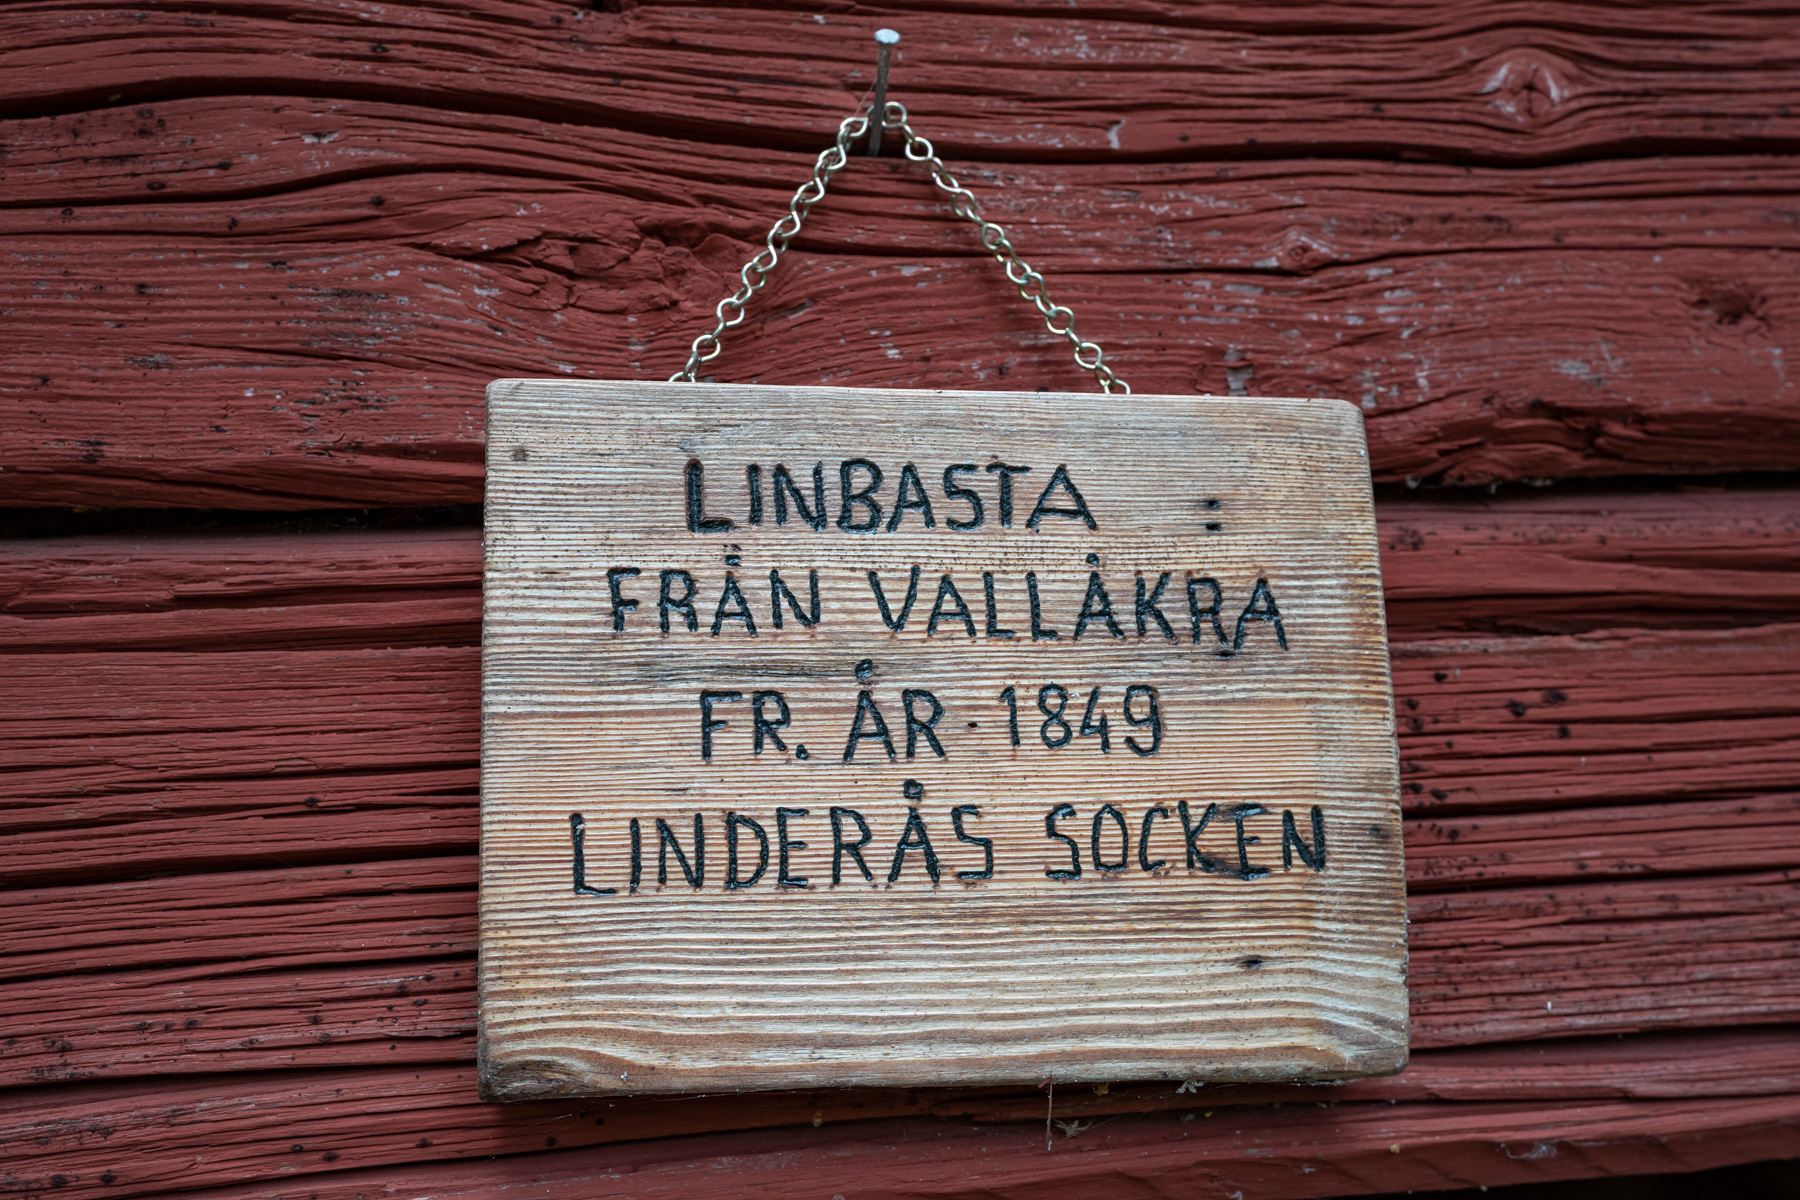 LINBASTA :
FRÅN VALLÅKRA
FR. ÅR 1849
LINDERÅS SOCKEN